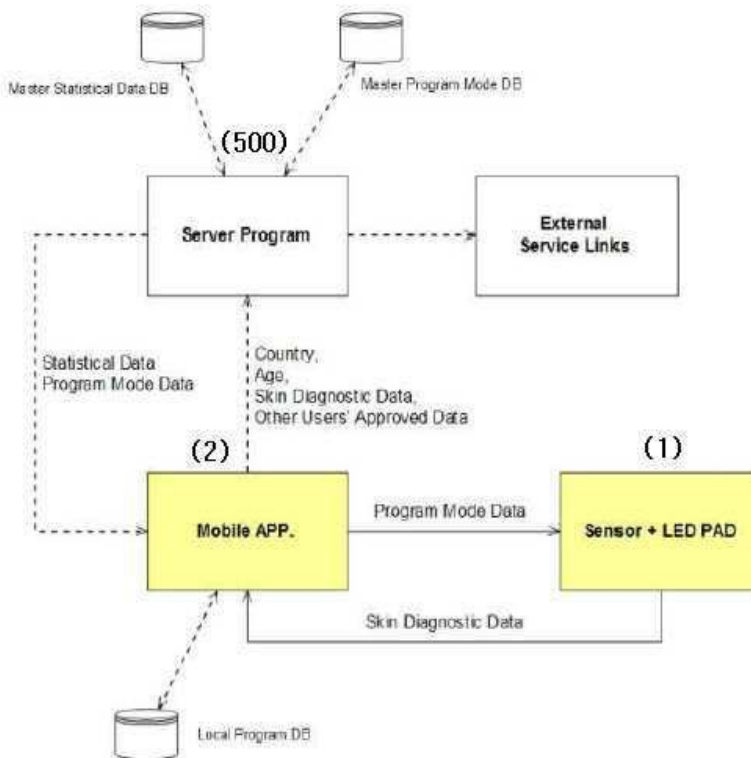 Master Statistical Data DB
Master Program Mode DB
(500)
Server Program
External
Service Links
Statistical Data
Program Mode Data
Country,
Age,
Skin Diagnostic Data,
Other Users' Approved Data
(2)
(1)
Mobile APP.
Program Mode Data
Sensor + LED PAD
Skin Diagnostic Data
Local Program DB